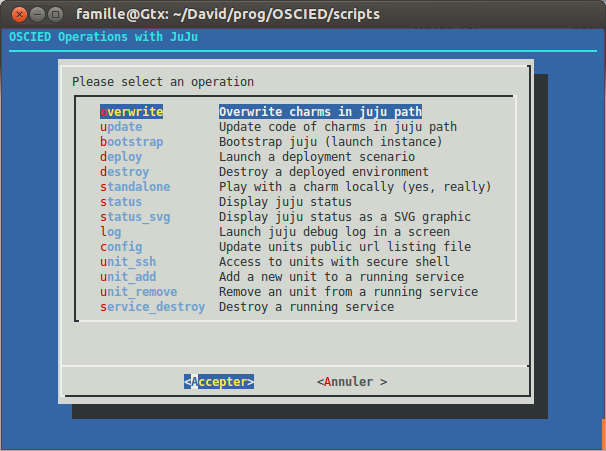 famille@Gtx: ~/David/prog/OSCIED/scripts
OSCIED Operations with JuJu
Please select an operation
overwrite Overwrite charms in juju path
update Update code of charms in juju path
bootstrap Bootstrap juju (launch instance)
deploy Launch a deployment scenario
destroy Destroy a deployed environment
standalone Play with a charm locally (yes, really)
status Display juju status
status_svg Display juju status as a SVG graphic
log Launch juju debug log in a screen
config Update units public url listing file
unit_ssh Access to units with secure shell
unit_add Add a new unit to a running service
unit_remove Remove an unit from a running service
service_destroy Destroy a running service
<Accepter> <Annuler >